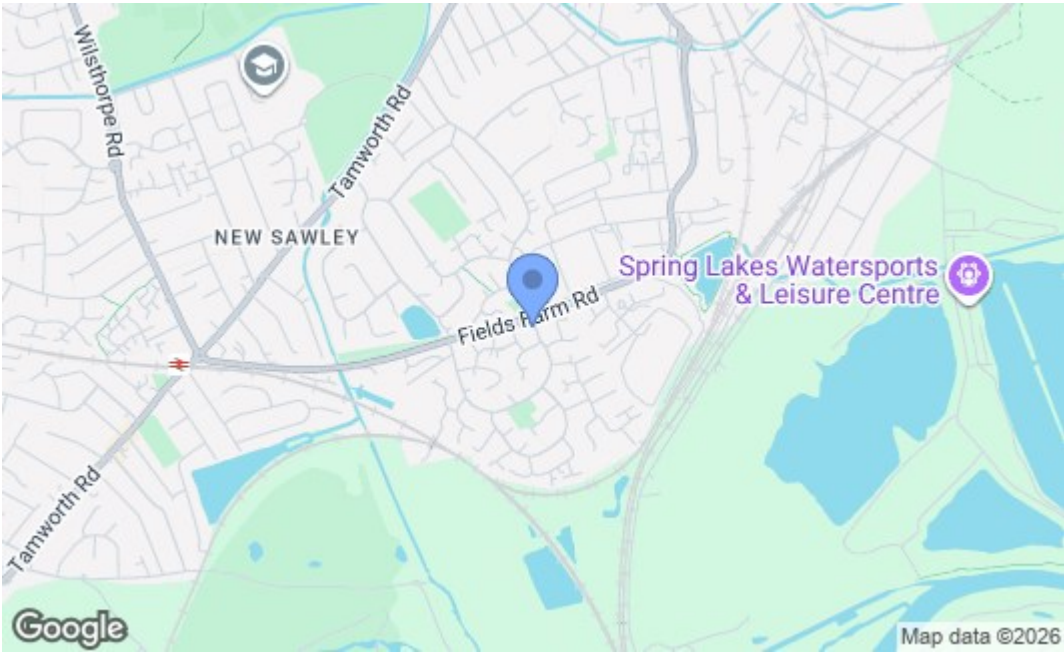 Wilsthorpe Rd
Tamworth Rd
NEW SAWLEY
Spring Lakes Watersports
& Leisure Centre
Fields Farm Rd
Tamworth Rd
Google
Map data ©2026